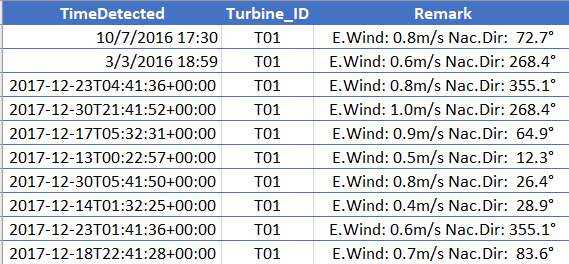 TimeDetected Turbine_ID Remark
10/7/2016 17:30 T01 E.Wind: 0.8m/s Nac.Dir: 72.7°
3/3/2016 18:59 T01 E.Wind: 0.6m/s Nac.Dir: 268.4°
2017-12-23T04:41:36+00:00 T01 E.Wind: 0.8m/s Nac.Dir: 355.1°
2017-12-30T21:41:52+00:00 T01 E.Wind: 1.0m/s Nac.Dir: 268.4°
2017-12-17T05:32:31+00:00 T01 E.Wind: 0.9m/s Nac.Dir: 64.9°
2017-12-13T00:22:57+00:00 T01 E.Wind: 0.5m/s Nac.Dir: 12.3°
2017-12-30T05:41:50+00:00 T01 E.Wind: 0.8m/s Nac.Dir: 26.4°
2017-12-14T01:32:25+00:00 T01 E.Wind: 0.4m/s Nac.Dir: 28.9°
2017-12-23T01:41:36+00:00 T01 E.Wind: 0.6m/s Nac.Dir: 355.1°
2017-12-18T22:41:28+00:00 T01 E.Wind: 0.7m/s Nac.Dir: 83.6°